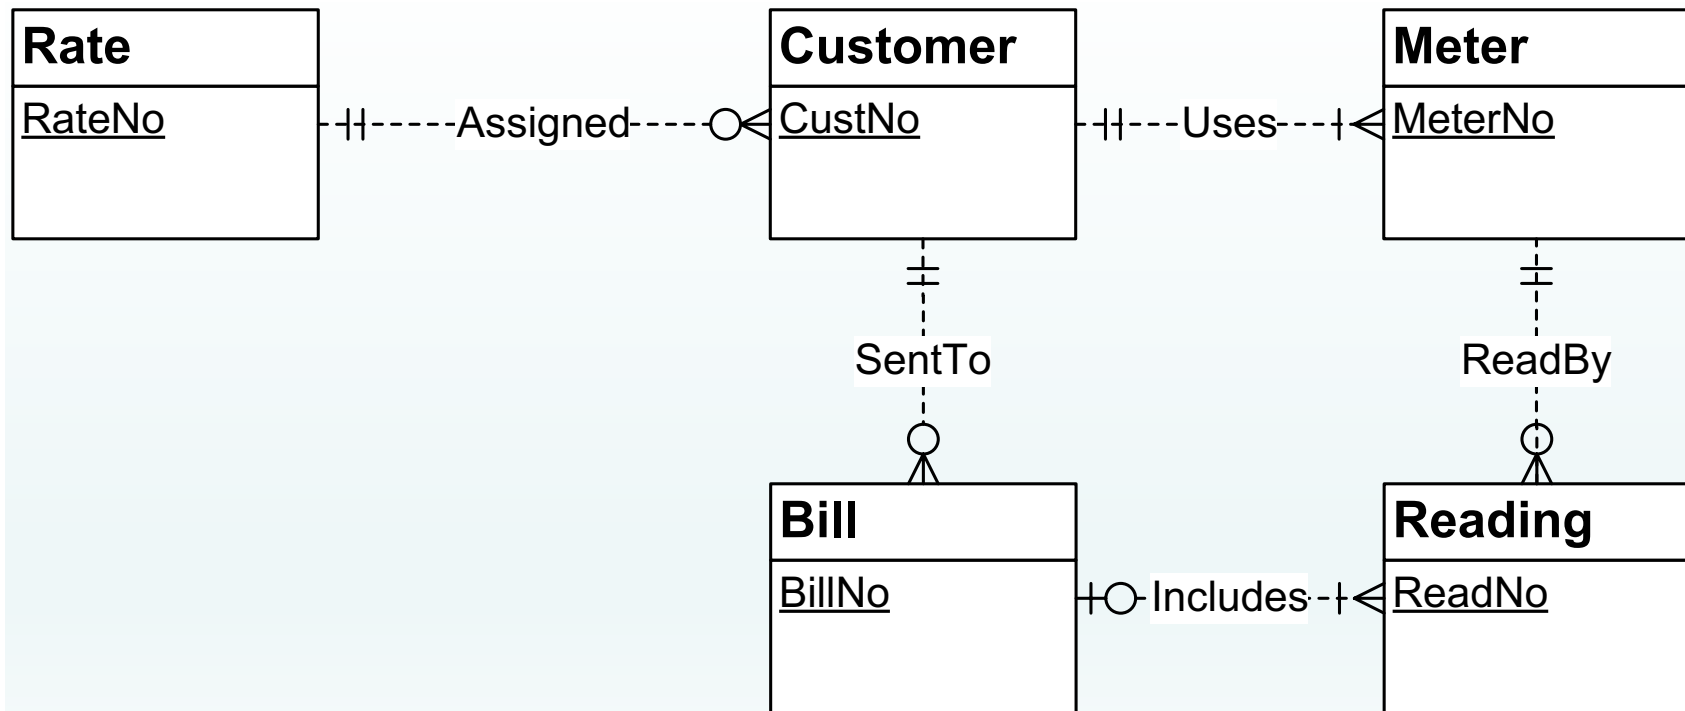 Rate
RateNo
Assigned
Customer
CustNo
Uses
Meter
MeterNo
SentTo
ReadBy
Bill
BillNo
Includes
Reading
ReadNo